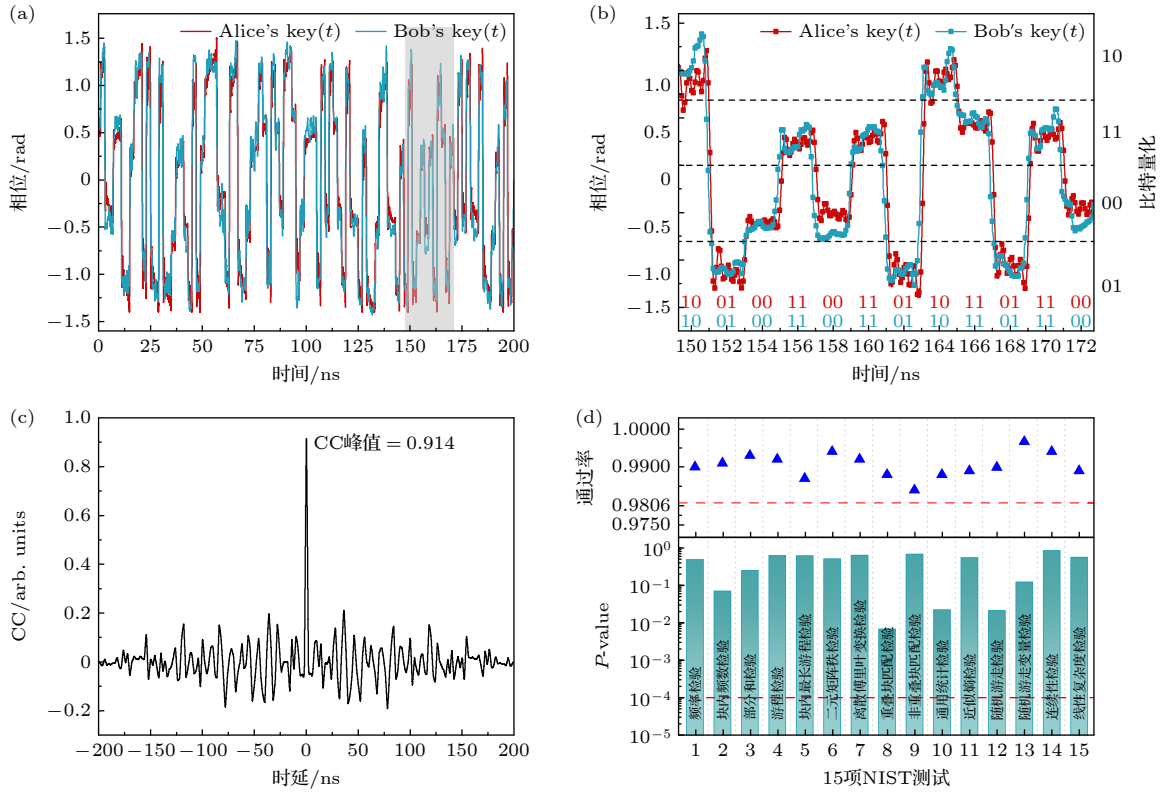 (a)
Alice's key(t) Bob's key(t)
1.5
1.0
0.5
0
−0.5
−1.0
−1.5
相位/rad
0 25 50 75 100 125 150 175 200
时间/ns
(b)
Alice's key(t) Bob's key(t)
1.5
1.0
0.5
0
−0.5
−1.0
−1.5
相位/rad
10
11
00
01
比特量化
10 01 00 11 00 11 01 10 11 01 11 00
10 01 00 11 00 11 01 10 11 01 11 00
150 152 154 156 158 160 162 164 166 168 170 172
时间/ns
(c)
CC峰值 = 0.914
1.0
0.8
0.6
0.4
0.2
0
−0.2
CC/arb. units
−200 −150 −100 −75 −50 0 25 50 100 150 200
时延/ns
(d)
1.0000
0.9900
0.9806
0.9750
通过率
10⁰
10⁻¹
10⁻²
10⁻³
10⁻⁴
10⁻⁵
P-value
频率检验
块内频数检验
部分和检验
游程检验
块内最长游程检验
二元矩阵秩检验
离散傅里叶变换检验
重叠块匹配检验
非重叠块匹配检验
通用统计检验
近似熵检验
随机游走检验
随机游走变量检验
连续性检验
线性复杂度检验
1 2 3 4 5 6 7 8 9 10 11 12 13 14 15
15项NIST测试